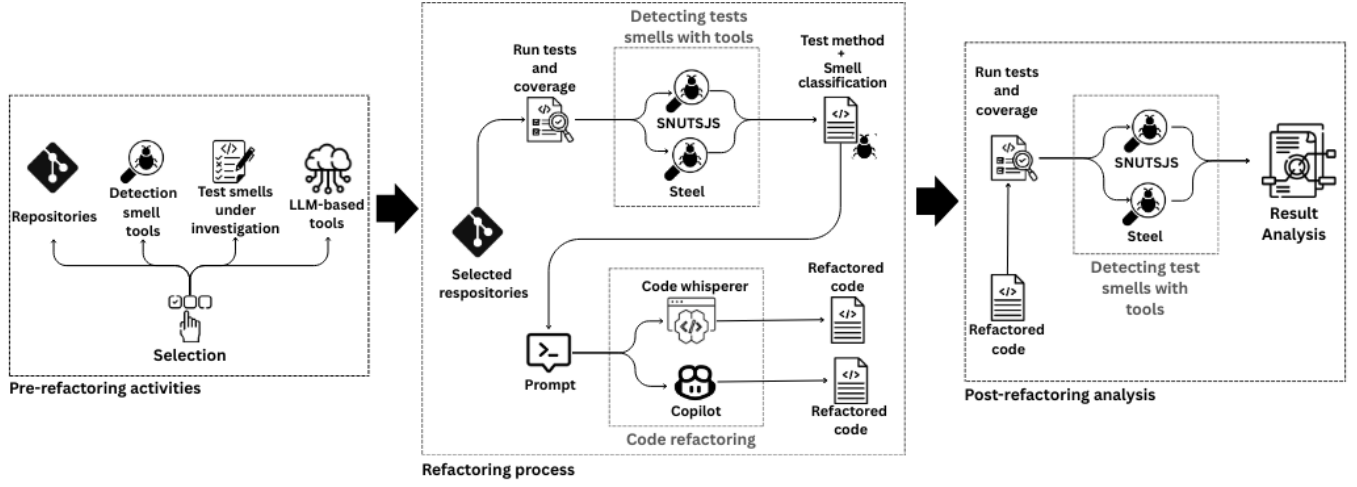 Repositories
Detection
smell
tools
Test smells
under
investigation
LLM-based
tools
Selection
Pre-refactoring activities
Detecting tests
smells with tools
Run tests
and
coverage
SNUTSJS
Steel
Test method
+
Smell
classification
Selected
respositories
Prompt
Code whisperer
Copilot
Code refactoring
Refactored
code
Refactored
code
Refactoring process
Run tests
and
coverage
SNUTSJS
Steel
Detecting test
smells with
tools
Refactored
code
Result
Analysis
Post-refactoring analysis